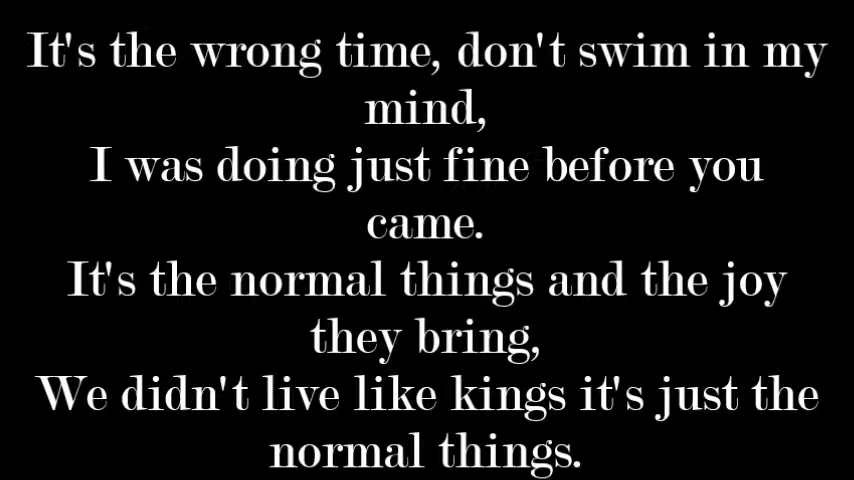 It's the wrong time, don't swim in my
mind,
I was doing just fine before you
came.
It's the normal things and the joy
they bring,
We didn't live like kings it's just the
normal things.